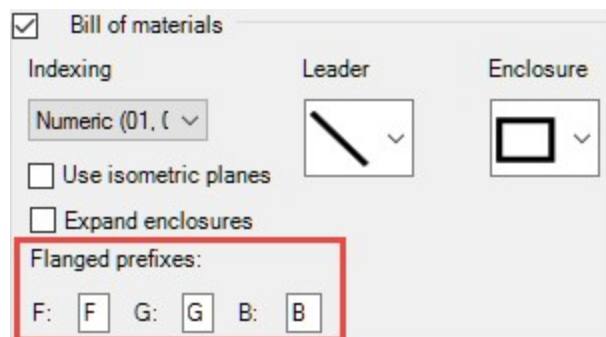 Bill of materials
Indexing Leader Enclosure
Numeric (01, (
Use isometric planes
Expand enclosures
Flanged prefixes:
F: F G: G B: B